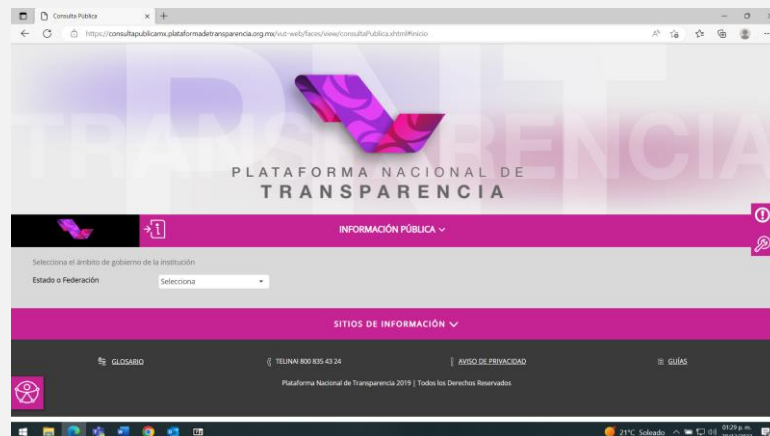 Consulta Pública
https://consultapublicamx.plataformadetransparencia.org.mx/vut-web/faces/view/consultaPublica.xhtml#inicio
PNT
TRANSPARENCIA
PLATAFORMA NACIONAL DE
TRANSPARENCIA
INFORMACIÓN PÚBLICA
Selecciona el ámbito de gobierno de la institución
Estado o Federación
Selecciona
SITIOS DE INFORMACIÓN
GLOSARIO
TELINAI 800 835 43 24
AVISO DE PRIVACIDAD
GUÍAS
Plataforma Nacional de Transparencia 2019 | Todos los Derechos Reservados
21°C Soleado
01:29 p. m.